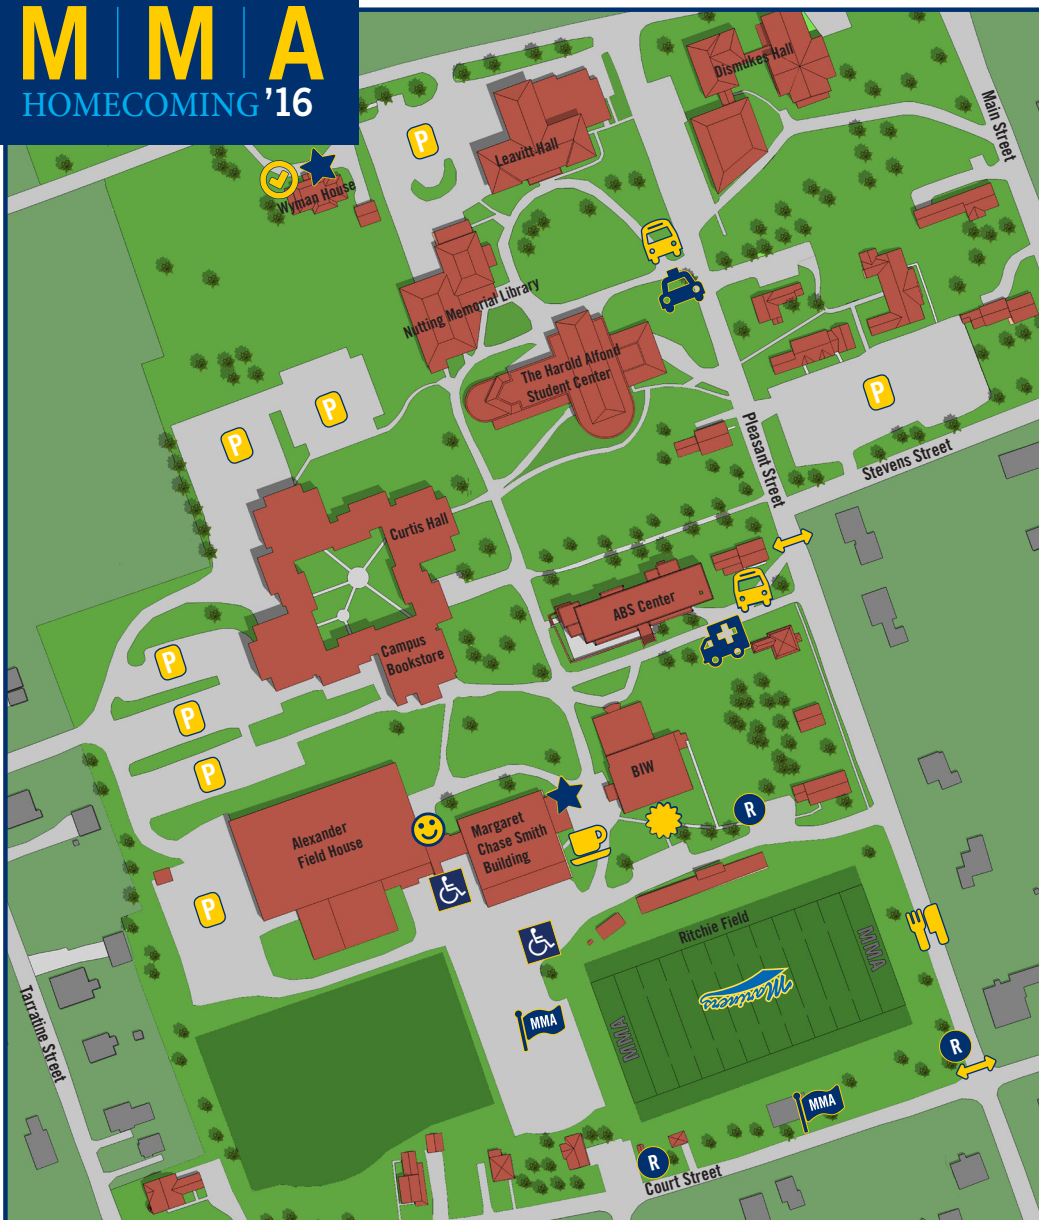 M M A
HOMECOMING '16
Dismukes Hall
Main Street
P
Leavitt Hall
Wyman House
Nutting Memorial Library
The Harold Alfond
Student Center
P
P
P
Pleasant Street
Stevens Street
Curtis Hall
ABS Center
Campus
Bookstore
P
P
P
BIW
R
Alexander
Field House
Margaret
Chase Smith
Building
P
Ritchie Field
MMA
Mariners
MMA
MMA
Tarratine Street
R
MMA
R
Court Street